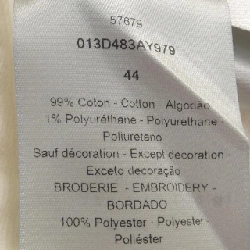 57679
013D483AY979
44
99% Coton - Cotton - Algodão
1% Polyuréthane - Polyurethane -
Poliuretano
Sauf décoration - Except decoration
Exceto decoração
BRODERIE - EMBROIDERY -
BORDADO
100% Polyester - Polyester -
Poliéster